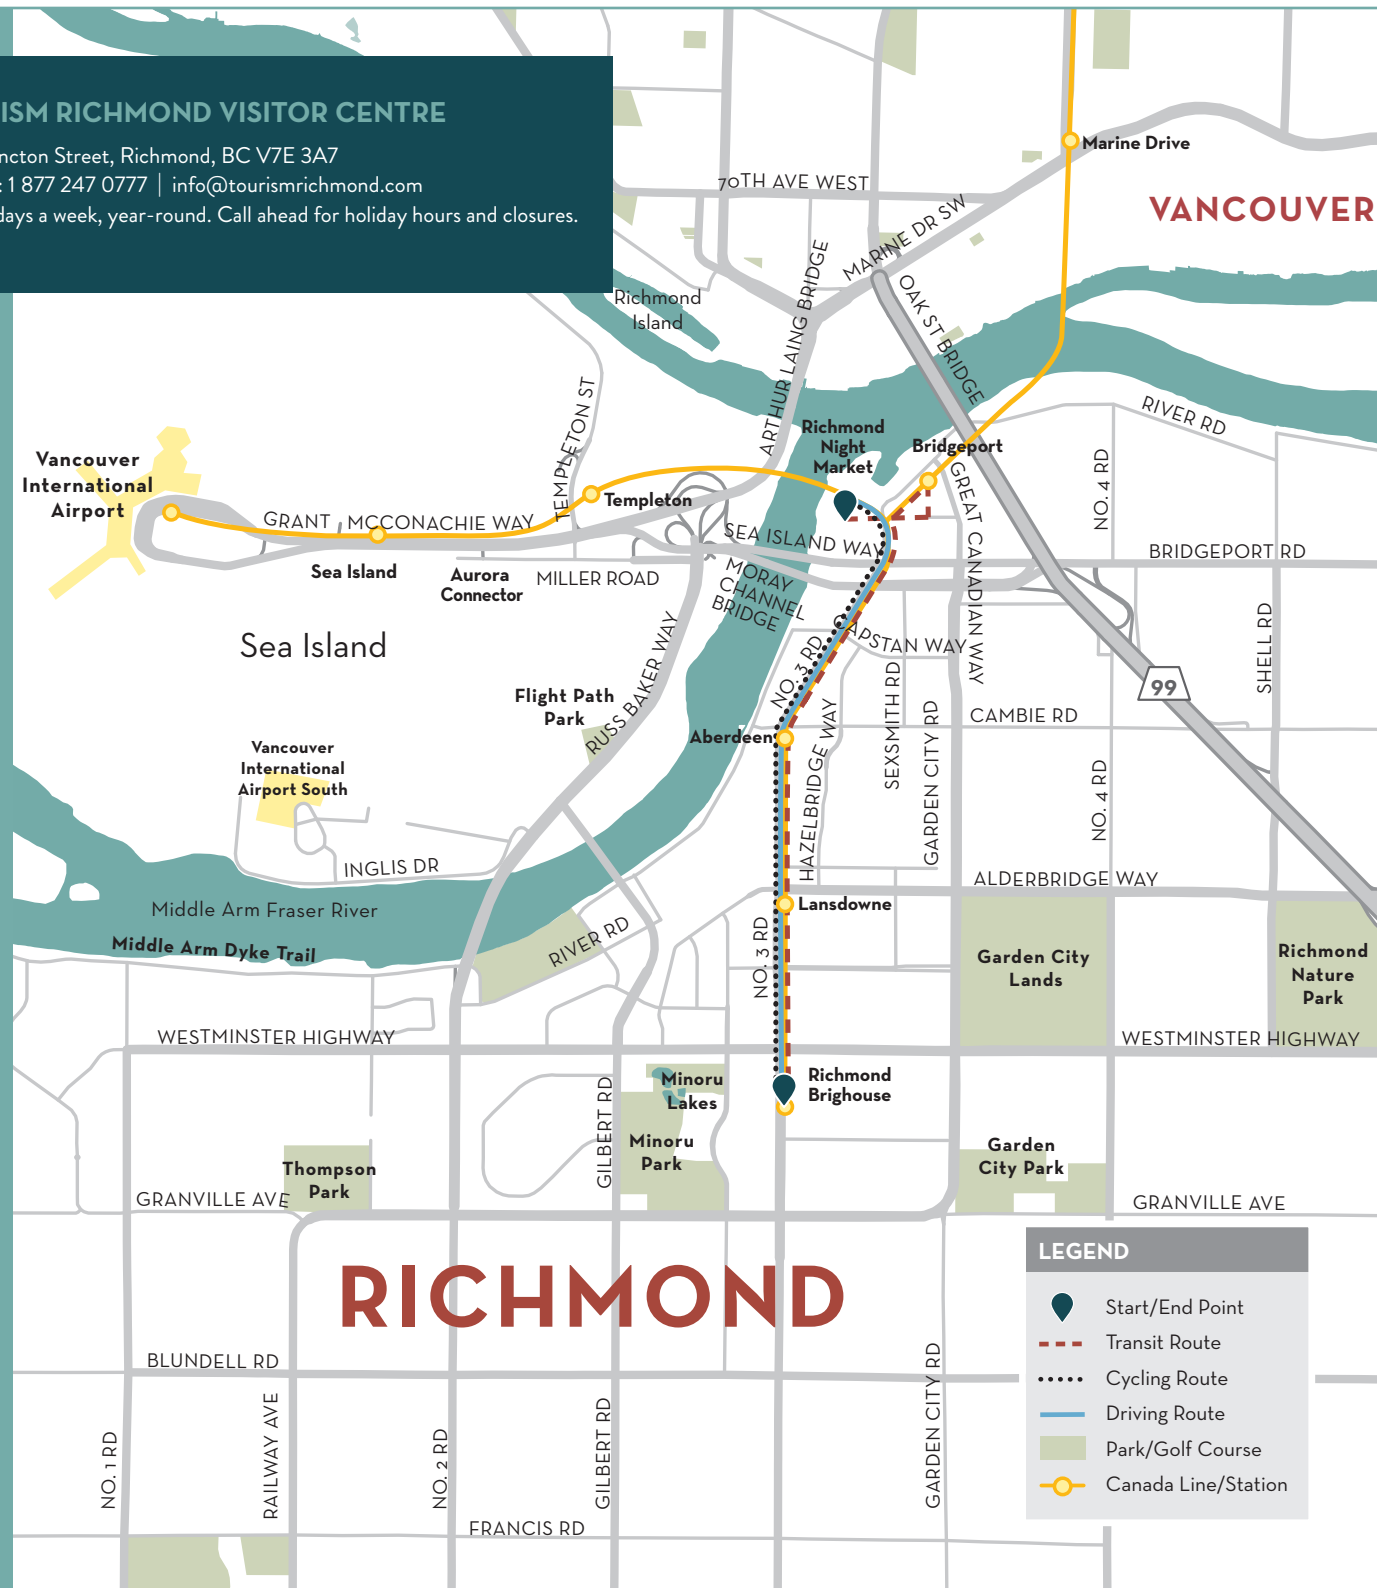 ISM RICHMOND VISITOR CENTRE
ncton Street, Richmond, BC V7E 3A7
: 1 877 247 0777 | info@tourismrichmond.com
days a week, year-round. Call ahead for holiday hours and closures.
Marine Drive
70TH AVE WEST
VANCOUVER
MARINE DR SW
ARTHUR LAING BRIDGE
OAK ST BRIDGE
Richmond
Island
TEMPLETON ST
RIVER RD
Richmond
Night
Market
Bridgeport
NO. 4 RD
Vancouver
International
Airport
Templeton
GREAT CANADIAN WAY
GRANT MCCONACHIE WAY
SEA ISLAND WAY
BRIDGEPORT RD
Sea Island
Aurora
Connector
MILLER ROAD
MORAY
CHANNEL
BRIDGE
Sea Island
CAPSTAN WAY
NO. 3 RD
SHELL RD
RUSS BAKER WAY
SEXSMITH RD
99
Flight Path
Park
HAZELBRIDGE WAY
GARDEN CITY RD
CAMBIE RD
Aberdeen
Vancouver
International
Airport South
NO. 4 RD
INGLIS DR
ALDERBRIDGE WAY
Middle Arm Fraser River
Lansdowne
Middle Arm Dyke Trail
RIVER RD
NO. 3 RD
Garden City
Lands
Richmond
Nature
Park
WESTMINSTER HIGHWAY
WESTMINSTER HIGHWAY
Minoru
Lakes
Richmond
Brighouse
GILBERT RD
Minoru
Park
Garden
City Park
Thompson
Park
GRANVILLE AVE
GRANVILLE AVE
RICHMOND
LEGEND
Start/End Point
Transit Route
Cycling Route
Driving Route
Park/Golf Course
Canada Line/Station
BLUNDELL RD
NO. 1 RD
RAILWAY AVE
NO. 2 RD
GILBERT RD
GARDEN CITY RD
FRANCIS RD